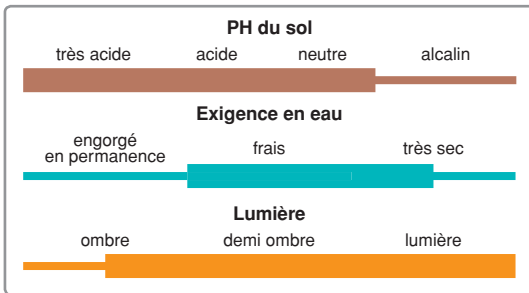 PH du sol
très acide acide neutre alcalin
Exigence en eau
engorgé
en permanence frais très sec
Lumière
ombre demi ombre lumière